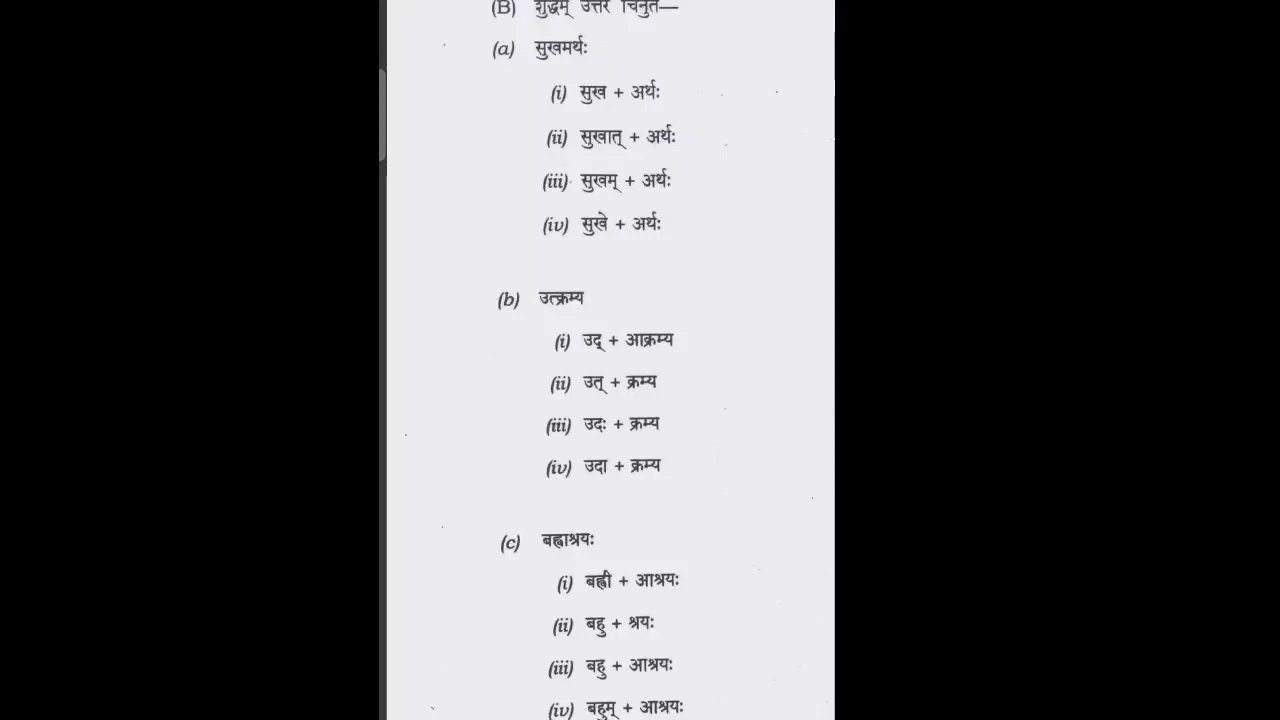 (B) शुद्धम् उत्तरं चिनुत—
(a) सुखमर्थः
(i) सुख + अर्थः
(ii) सुखात् + अर्थः
(iii) सुखम् + अर्थः
(iv) सुखे + अर्थः
(b) उत्क्रम्य
(i) उद् + आक्रम्य
(ii) उत् + क्रम्य
(iii) उदः + क्रम्य
(iv) उदा + क्रम्य
(c) बह्वाश्रयः
(i) बह्वी + आश्रयः
(ii) बहु + श्रयः
(iii) बहु + आश्रयः
(iv) बहुम् + आश्रयः